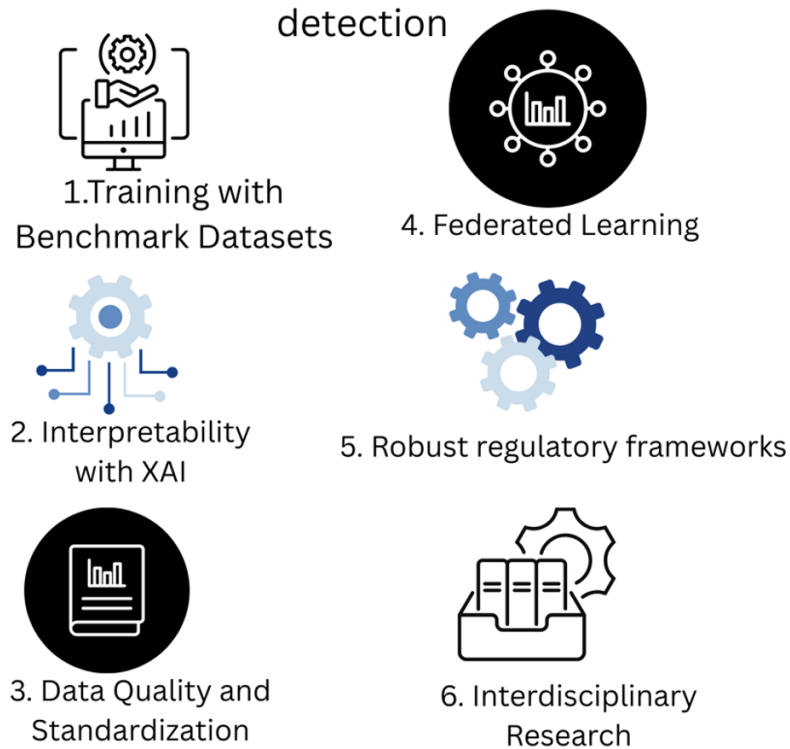 detection
1.Training with
Benchmark Datasets
2. Interpretability
with XAI
3. Data Quality and
Standardization
4. Federated Learning
5. Robust regulatory frameworks
6. Interdisciplinary
Research